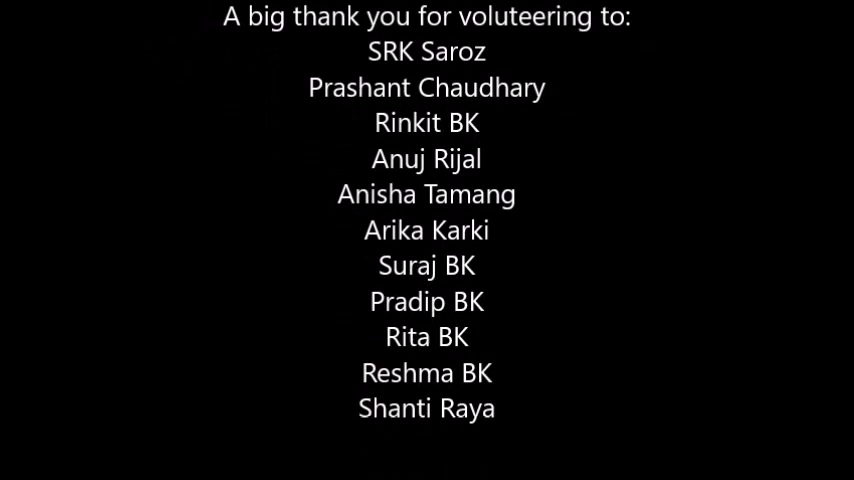 A big thank you for voluteering to:
SRK Saroz
Prashant Chaudhary
Rinkit BK
Anuj Rijal
Anisha Tamang
Arika Karki
Suraj BK
Pradip BK
Rita BK
Reshma BK
Shanti Raya